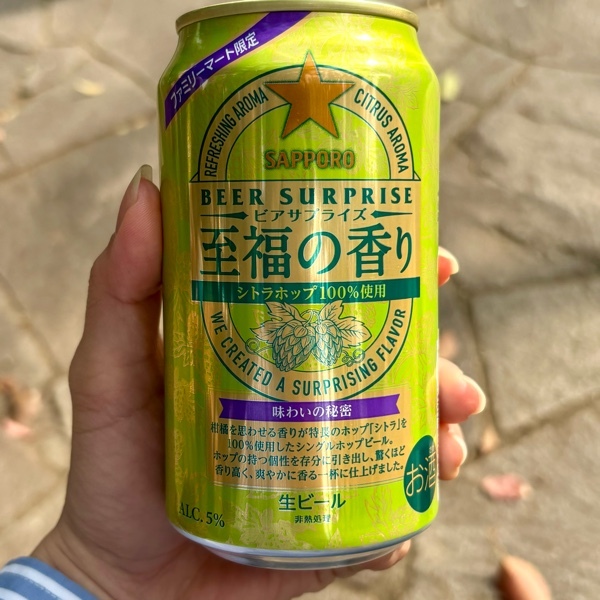 ファミリーマート限定
REFRESHING AROMA
CITRUS AROMA
SAPPORO
BEER SURPRISE
ビアサプライズ
至福の香り
シトラホップ100%使用
WE CREATED A SURPRISING FLAVOR
味わいの秘密
柑橘を思わせる香りが特長のホップ「シトラ」を
100%使用したシングルホップビール。
ホップの持つ個性を存分に引き出し、驚くほど
香り高く、爽やかに香る一杯に仕上げました。
お酒
生ビール
非熱処理
ALC. 5%